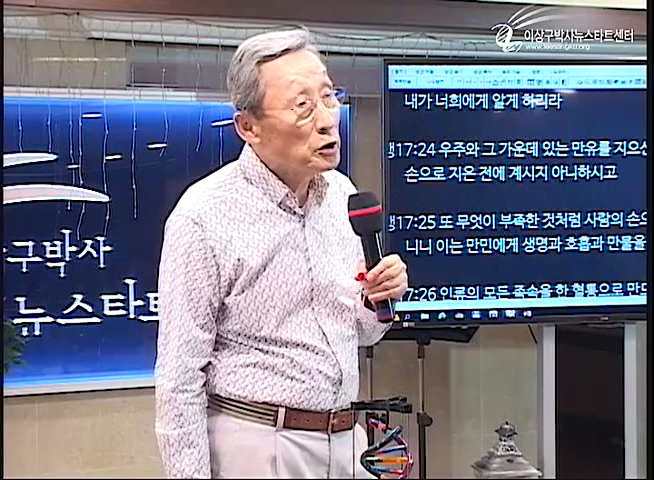 이상구박사뉴스타트센터
www.leesangku.org
내가 너희에게 알게 하리라
17:24 우주와 그 가운데 있는 만유를 지으신
손으로 지은 전에 계시지 아니하시고
17:25 또 무엇이 부족한 것처럼 사람의 손으
니니 이는 만민에게 생명과 호흡과 만물을
17:26 인류의 모든 족속을 한 혈통으로 만드
구박사
뉴스타트